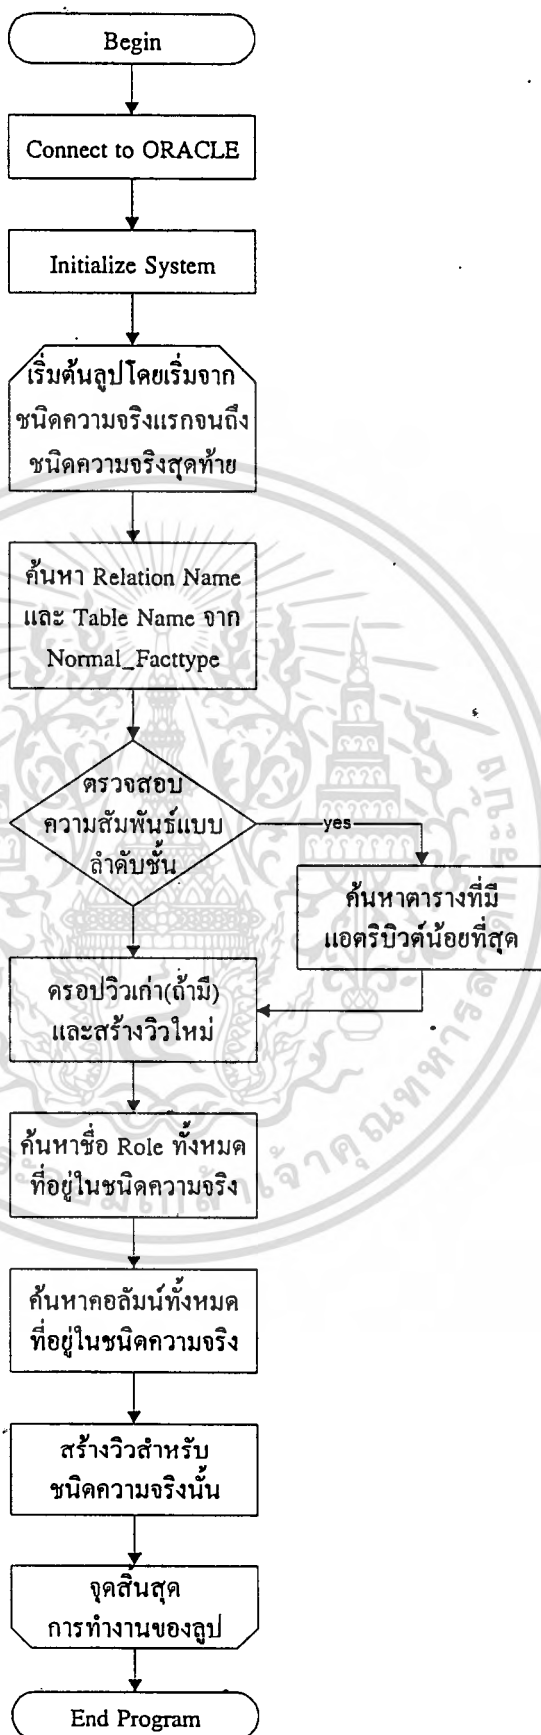 Begin
Connect to ORACLE
Initialize System
เริ่มต้นลูปโดยเริ่มจาก
ชนิดความจริงแรกจนถึง
ชนิดความจริงสุดท้าย
ค้นหา Relation Name
และ Table Name จาก
Normal_Facttype
ตรวจสอบ
ความสัมพันธ์แบบ
ลำดับชั้น
yes
ค้นหาตารางที่มี
แอตริบิวต์น้อยที่สุด
ดรอปวิวเก่า(ถ้ามี)
และสร้างวิวใหม่
ค้นหาชื่อ Role ทั้งหมด
ที่อยู่ในชนิดความจริง
ค้นหาคอลัมน์ทั้งหมด
ที่อยู่ในชนิดความจริง
สร้างวิวสำหรับ
ชนิดความจริงนั้น
จุดสิ้นสุด
การทำงานของลูป
End Program